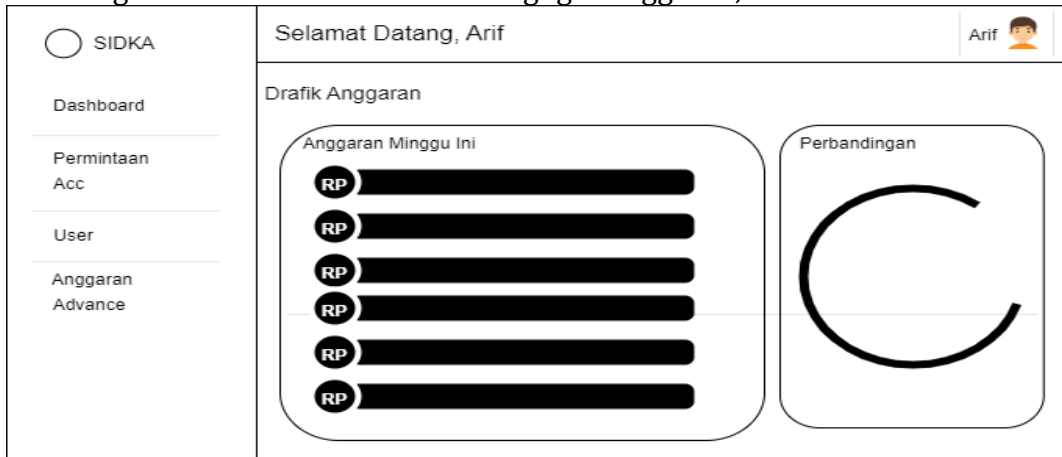 SIDKA
Selamat Datang, Arif
Arif
Dashboard
Permintaan
Acc
User
Anggaran
Advance
Drafik Anggaran
Anggaran Minggu Ini
RP
RP
RP
RP
RP
RP
Perbandingan